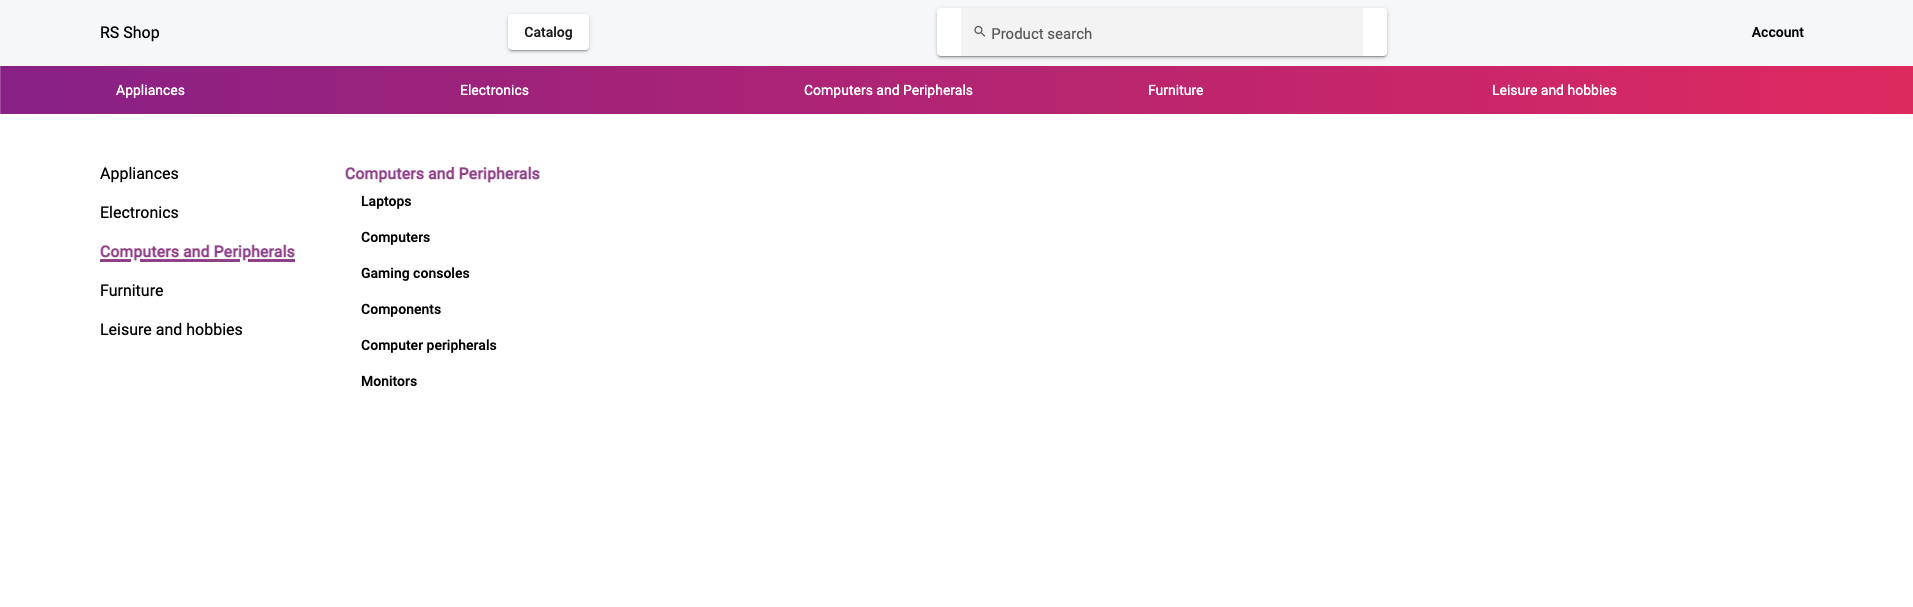 RS Shop
Catalog
Product search
Account
Appliances
Electronics
Computers and Peripherals
Furniture
Leisure and hobbies
Appliances
Electronics
Computers and Peripherals
Furniture
Leisure and hobbies
Computers and Peripherals
Laptops
Computers
Gaming consoles
Components
Computer peripherals
Monitors